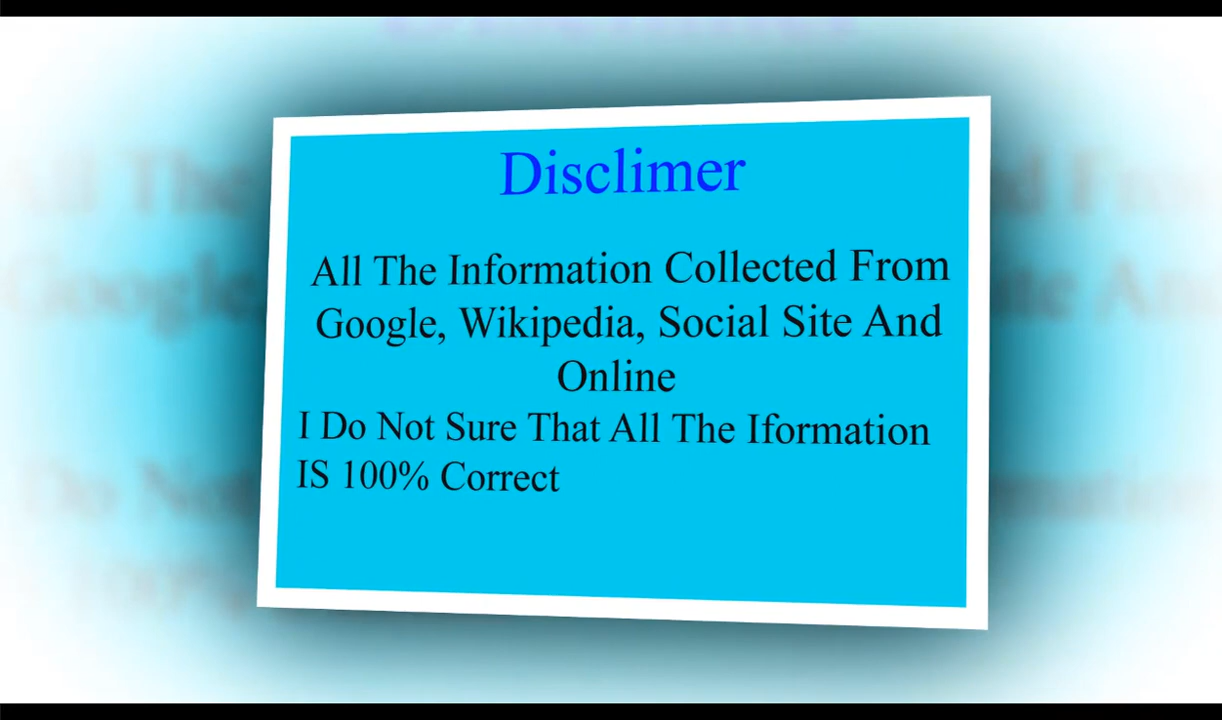 Disclimer
All The Information Collected From
Google, Wikipedia, Social Site And
Online
I Do Not Sure That All The Iformation
IS 100% Correct